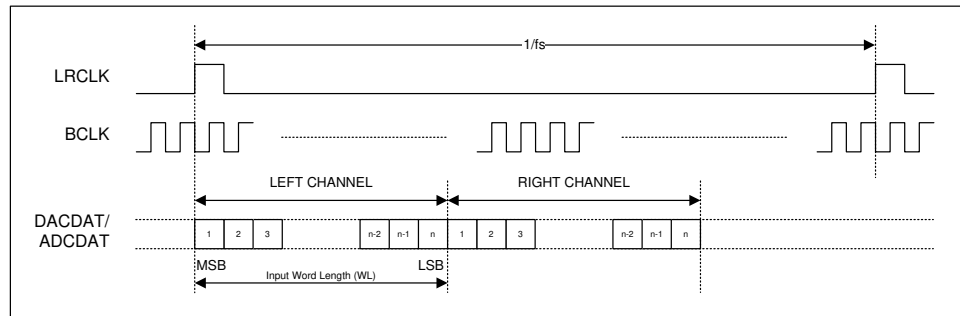 1/fs
LRCLK
BCLK
LEFT CHANNEL RIGHT CHANNEL
DACDAT/
ADCDAT
1 2 3 n-2 n-1 n 1 2 3 n-2 n-1 n
MSB LSB
Input Word Length (WL)